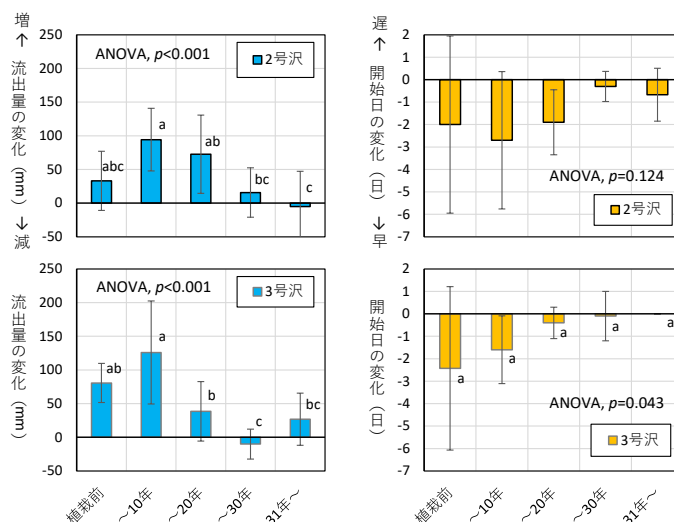 増
↑
流出量の変化（mm）
↓
減
250
200
150
100
50
0
-50
ANOVA, p<0.001
2号沢
abc
a
ab
bc
c
遅
↑
開始日の変化（日）
↓
早
2
1
0
-1
-2
-3
-4
-5
-6
-7
ANOVA, p=0.124
2号沢
流出量の変化（mm）
250
200
150
100
50
0
-50
ANOVA, p<0.001
3号沢
ab
a
b
c
bc
植栽前
～10年
～20年
～30年
31年～
開始日の変化（日）
2
1
0
-1
-2
-3
-4
-5
-6
-7
a
a
a
a
a
ANOVA, p=0.043
3号沢
植栽前
～10年
～20年
～30年
31年～